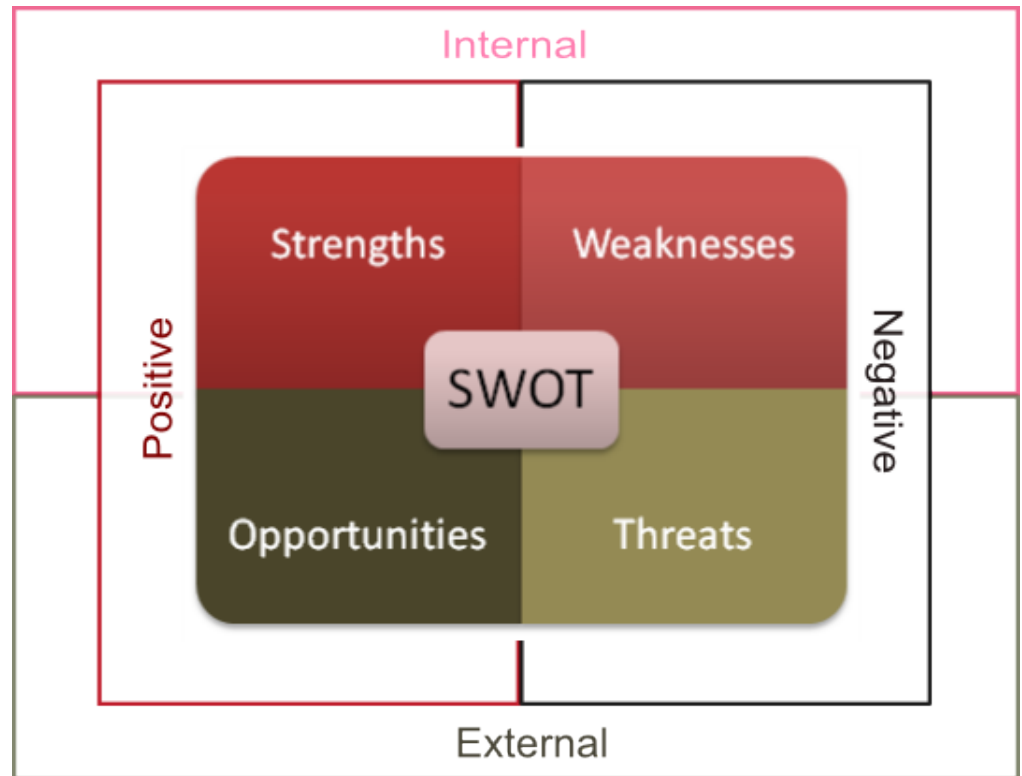 Internal
Strengths
Weaknesses
Positive
SWOT
Negative
Opportunities
Threats
External